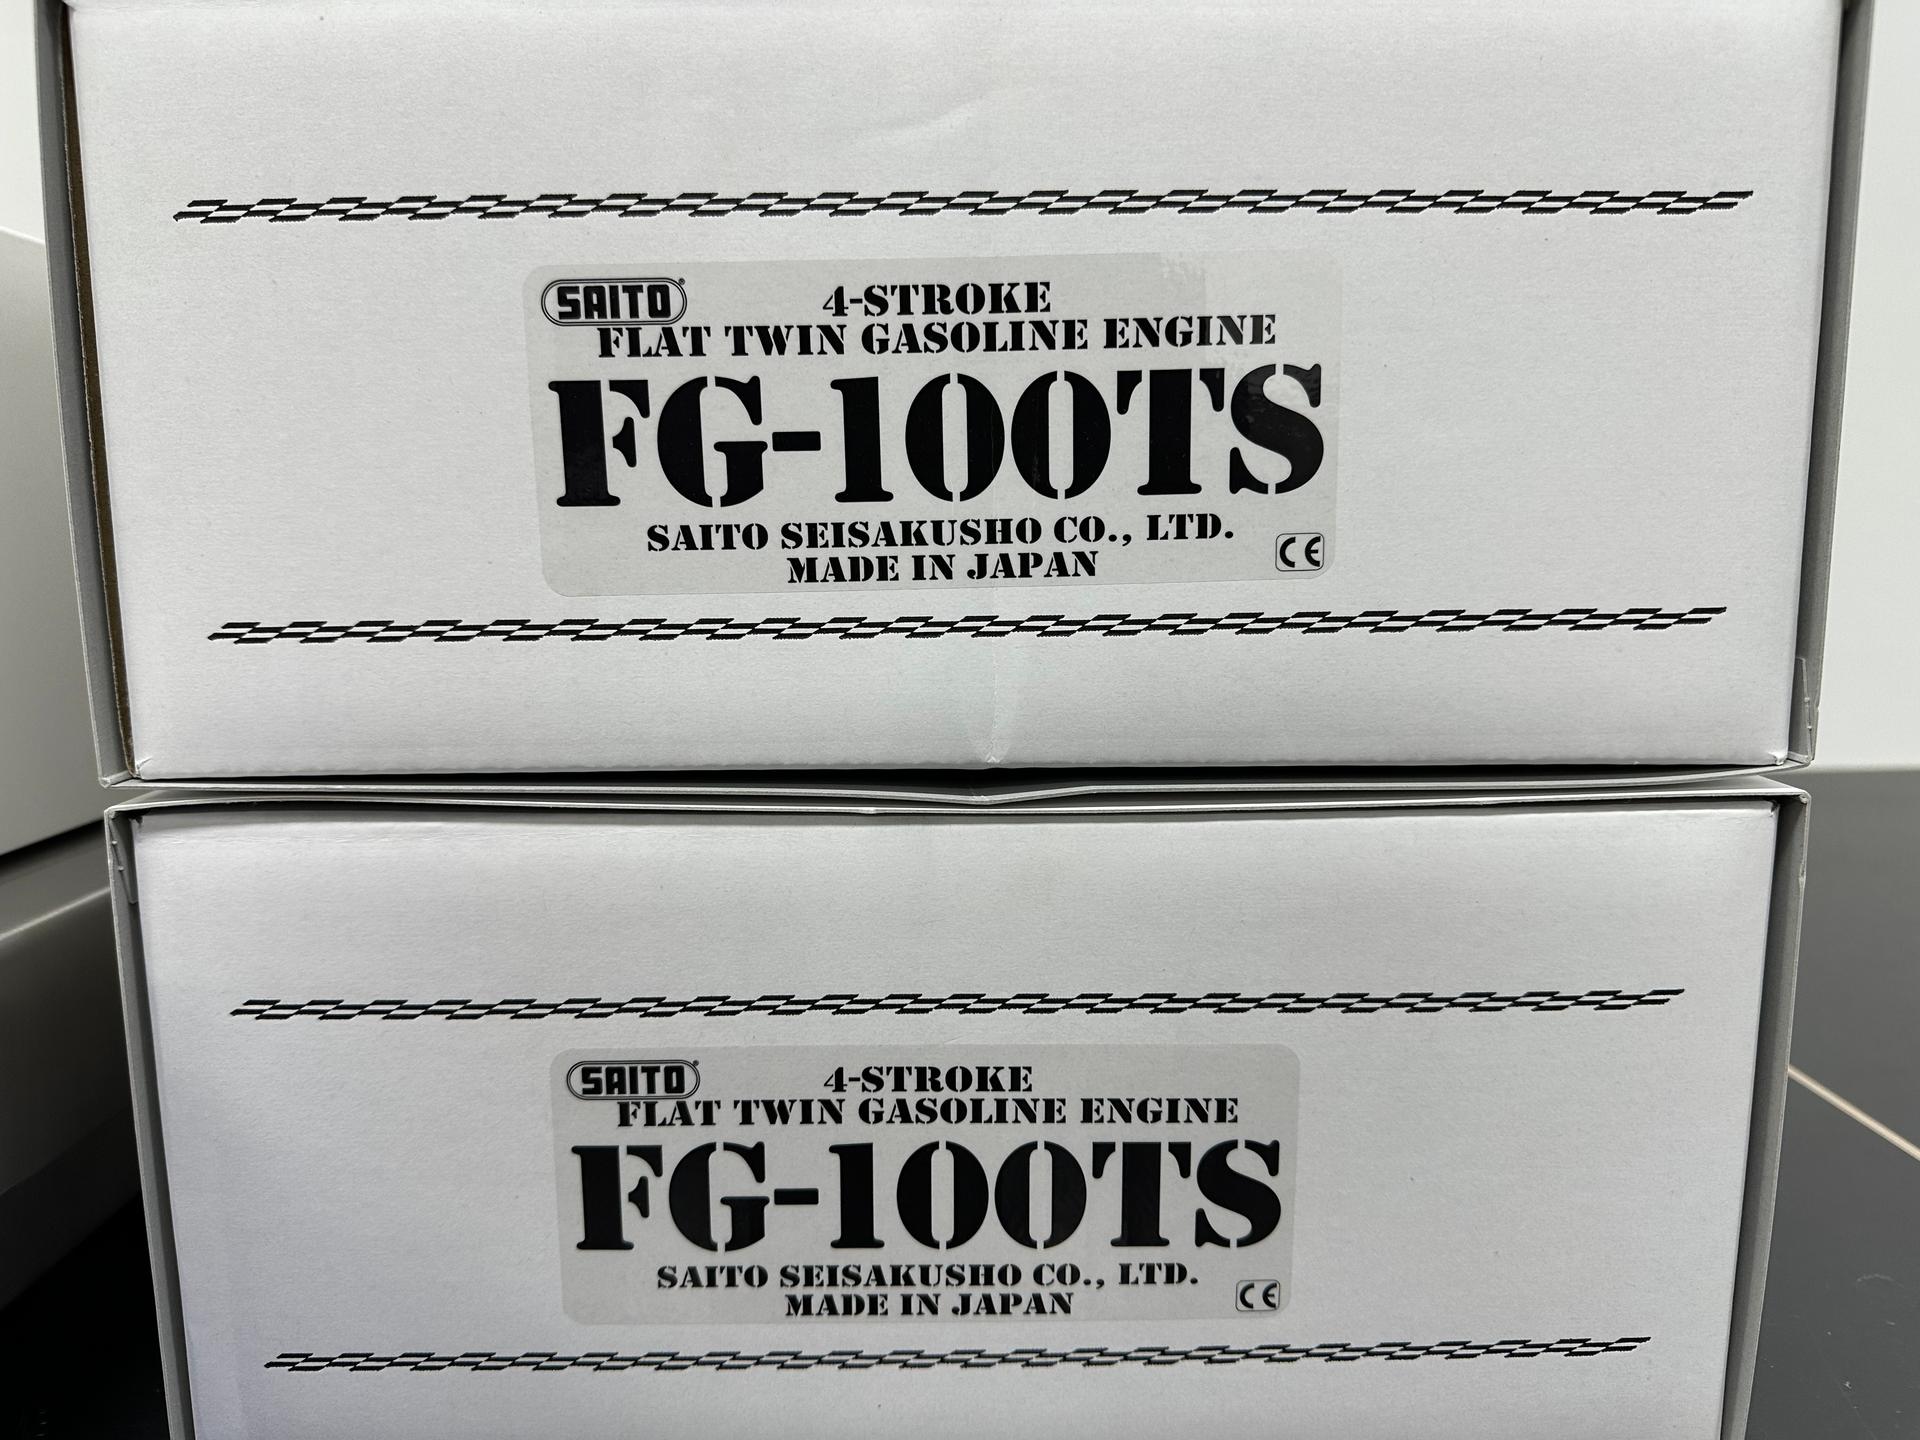 SAITO®
4-STROKE
FLAT TWIN GASOLINE ENGINE
FG-100TS
SAITO SEISAKUSHO CO., LTD.
MADE IN JAPAN
CE
SAITO®
4-STROKE
FLAT TWIN GASOLINE ENGINE
FG-100TS
SAITO SEISAKUSHO CO., LTD.
MADE IN JAPAN
CE